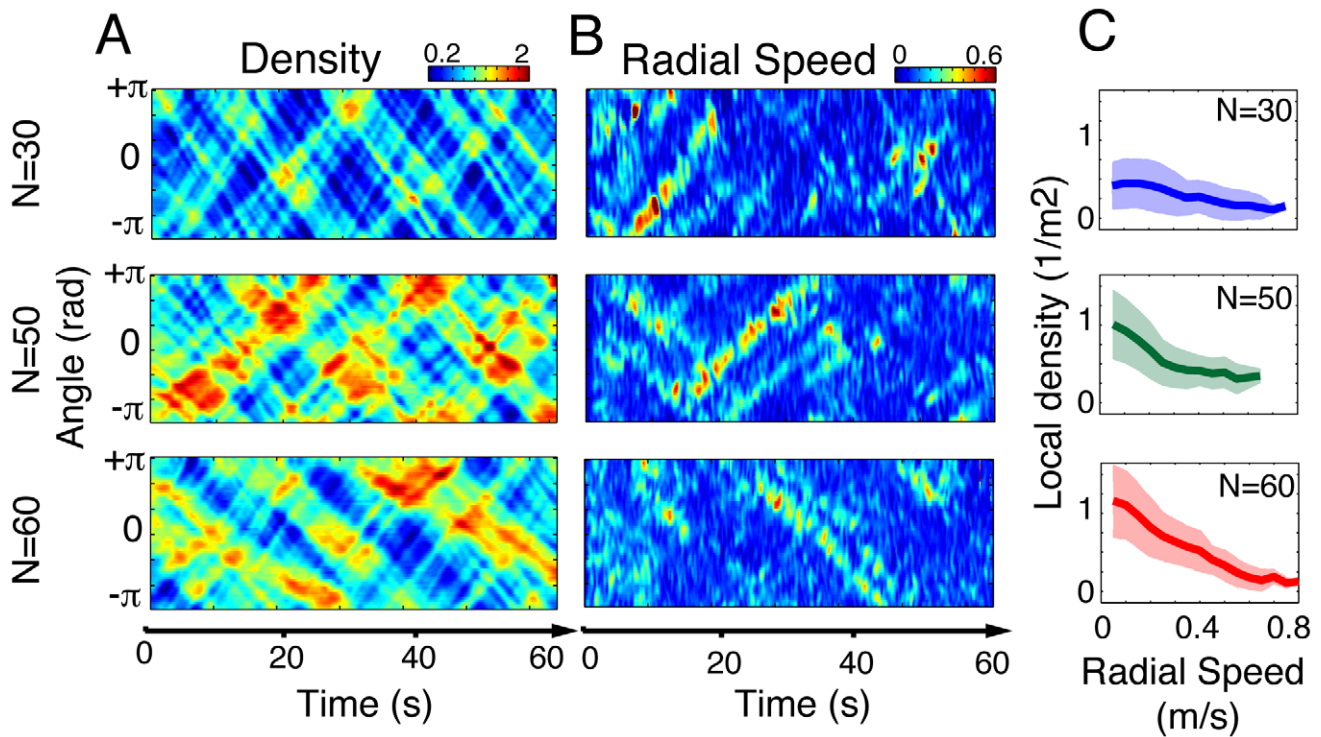 A
Density
0.2 2
B
Radial Speed
0 0.6
C
N=30
+π
0
-π
N=30
1
0
N=50
Angle (rad)
+π
0
-π
Local density (1/m2)
N=50
1
0
N=60
+π
0
-π
N=60
1
0
0 20 40 60
Time (s)
0 20 40 60
Time (s)
0 0.4 0.8
Radial Speed
(m/s)